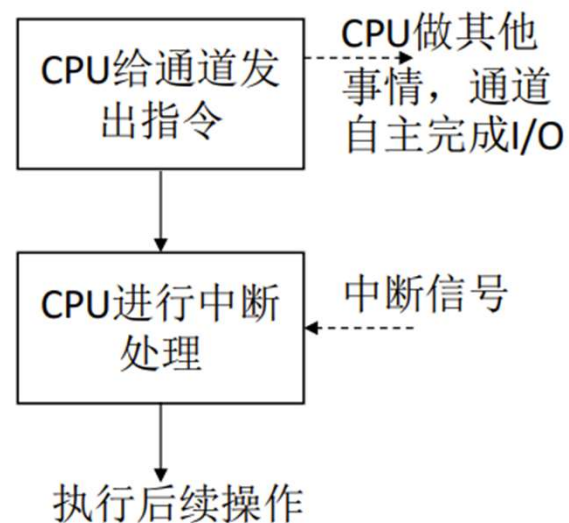 CPU给通道发
出指令
CPU做其他
事情，通道
自主完成I/O
CPU进行中断
处理
中断信号
执行后续操作